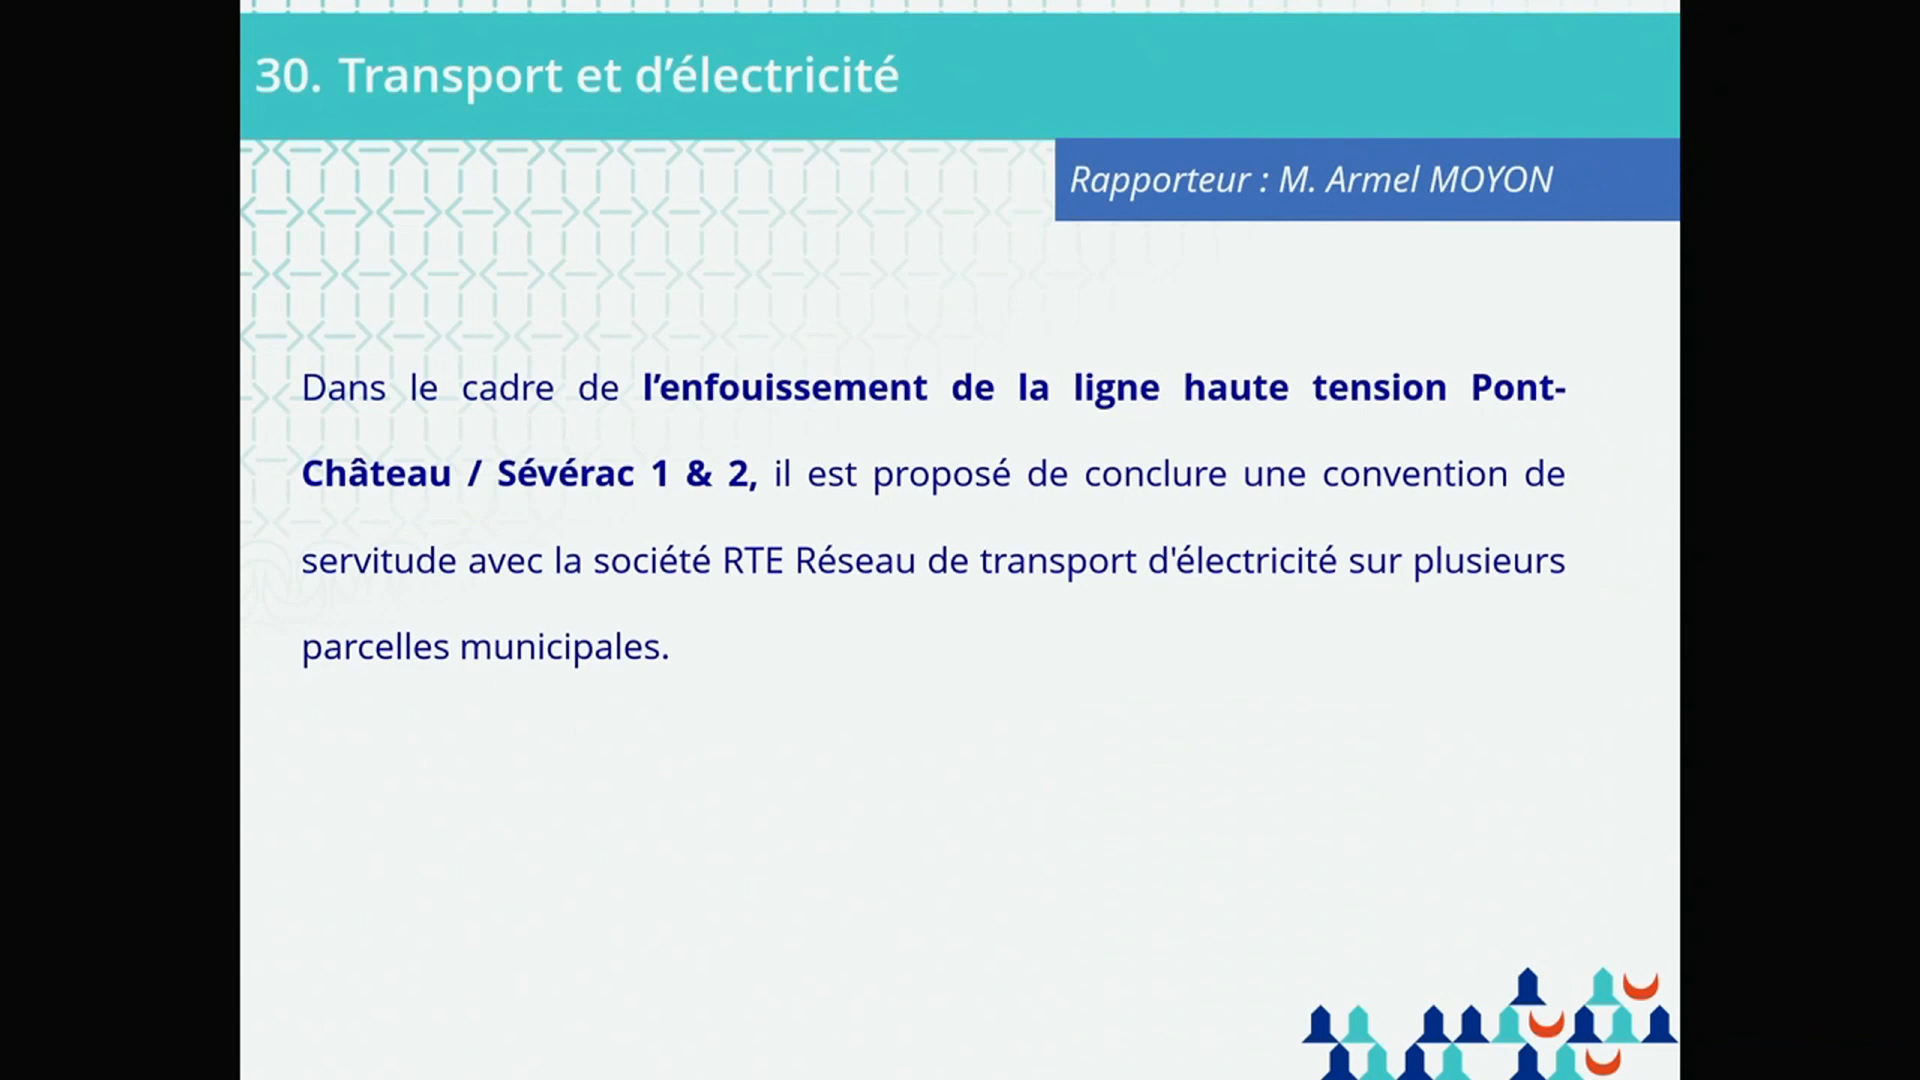 30. Transport et d’électricité
Rapporteur : M. Armel MOYON
Dans le cadre de l’enfouissement de la ligne haute tension Pont-
Château / Sévérac 1 & 2, il est proposé de conclure une convention de
servitude avec la société RTE Réseau de transport d'électricité sur plusieurs
parcelles municipales.